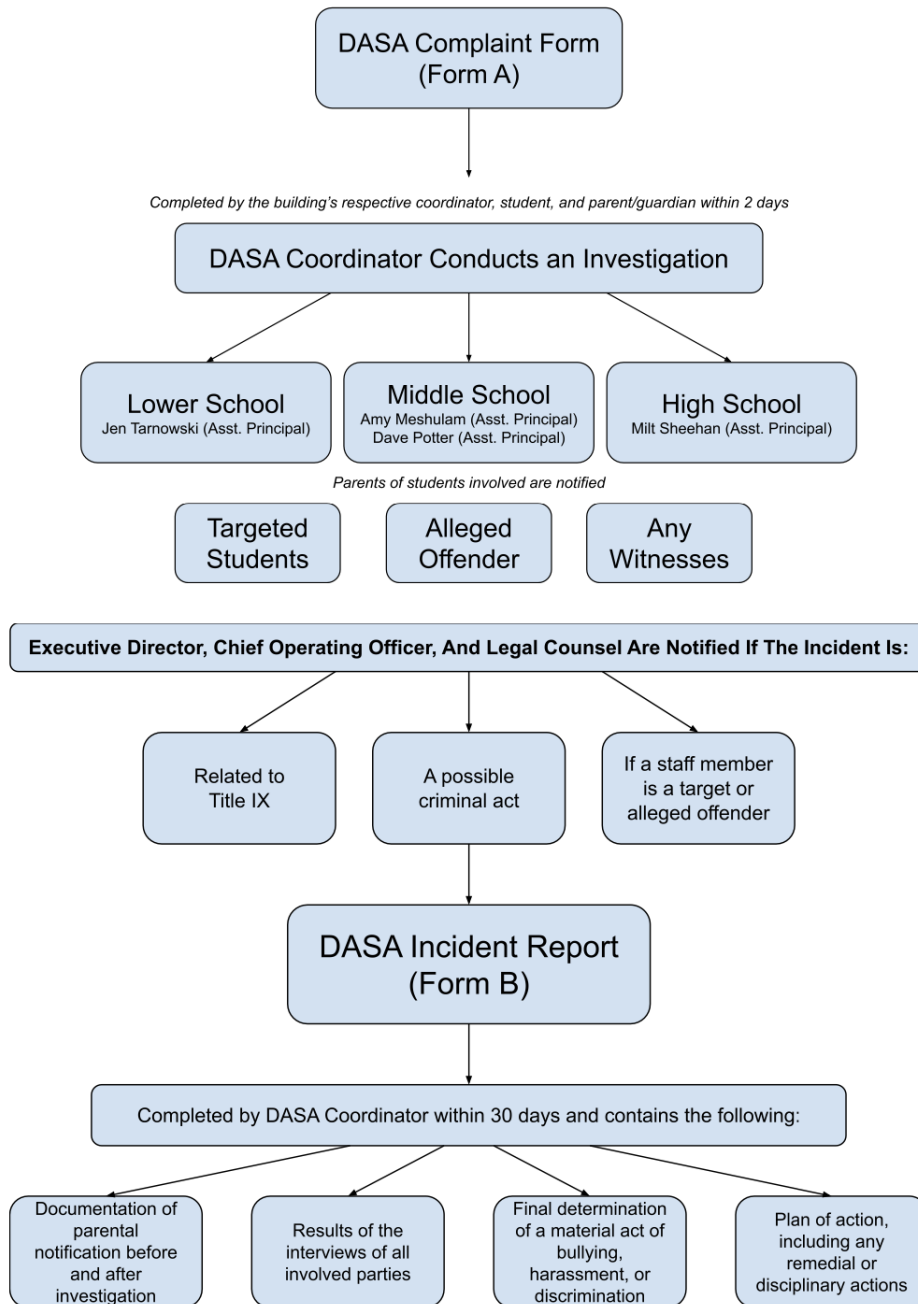 DASA Complaint Form
(Form A)
Completed by the building's respective coordinator, student, and parent/guardian within 2 days
DASA Coordinator Conducts an Investigation
Lower School
Jen Tarnowski (Asst. Principal)
Middle School
Amy Meshulam (Asst. Principal)
Dave Potter (Asst. Principal)
High School
Milt Sheehan (Asst. Principal)
Parents of students involved are notified
Targeted
Students
Alleged
Offender
Any
Witnesses
Executive Director, Chief Operating Officer, And Legal Counsel Are Notified If The Incident Is:
Related to
Title IX
A possible
criminal act
If a staff member
is a target or
alleged offender
DASA Incident Report
(Form B)
Completed by DASA Coordinator within 30 days and contains the following:
Documentation of
parental
notification before
and after
investigation
Results of the
interviews of all
involved parties
Final determination
of a material act of
bullying,
harassment, or
discrimination
Plan of action,
including any
remedial or
disciplinary actions